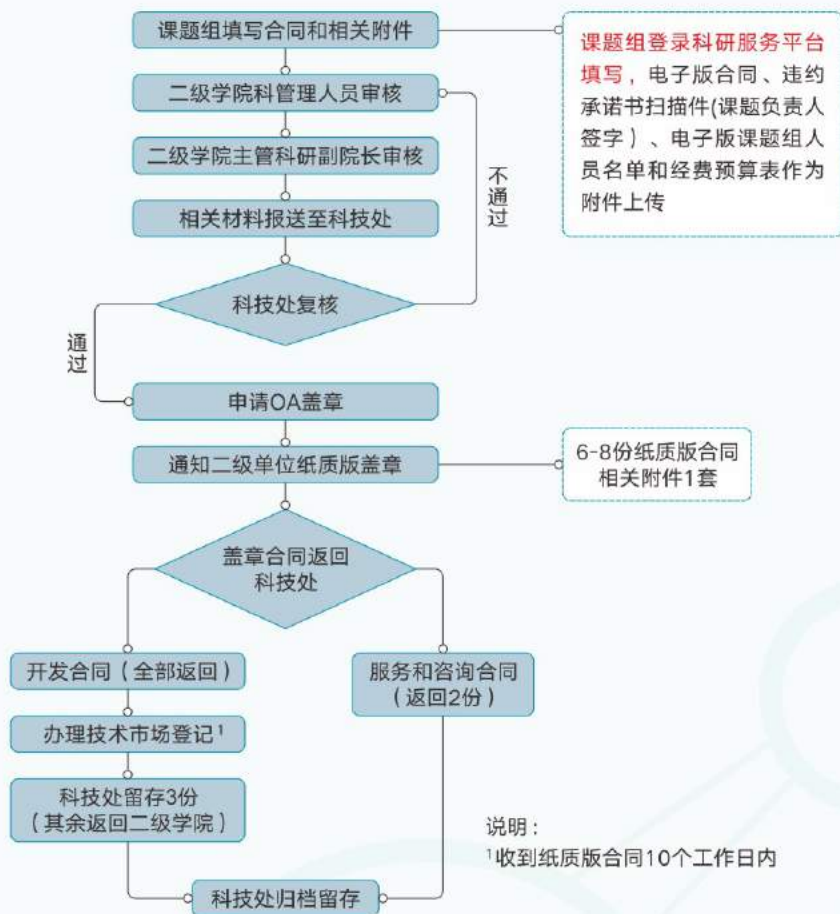 课题组填写合同和相关附件
课题组登录科研服务平台
填写，电子版合同、违约
承诺书扫描件(课题负责人
签字）、电子版课题组人
员名单和经费预算表作为
附件上传
二级学院科管理人员审核
二级学院主管科研副院长审核
不通过
相关材料报送至科技处
科技处复核
通过
申请OA盖章
通知二级单位纸质版盖章
6-8份纸质版合同
相关附件1套
盖章合同返回
科技处
开发合同（全部返回）
服务和咨询合同
（返回2份）
办理技术市场登记¹
科技处留存3份
（其余返回二级学院）
说明：
¹收到纸质版合同10个工作日内
科技处归档留存